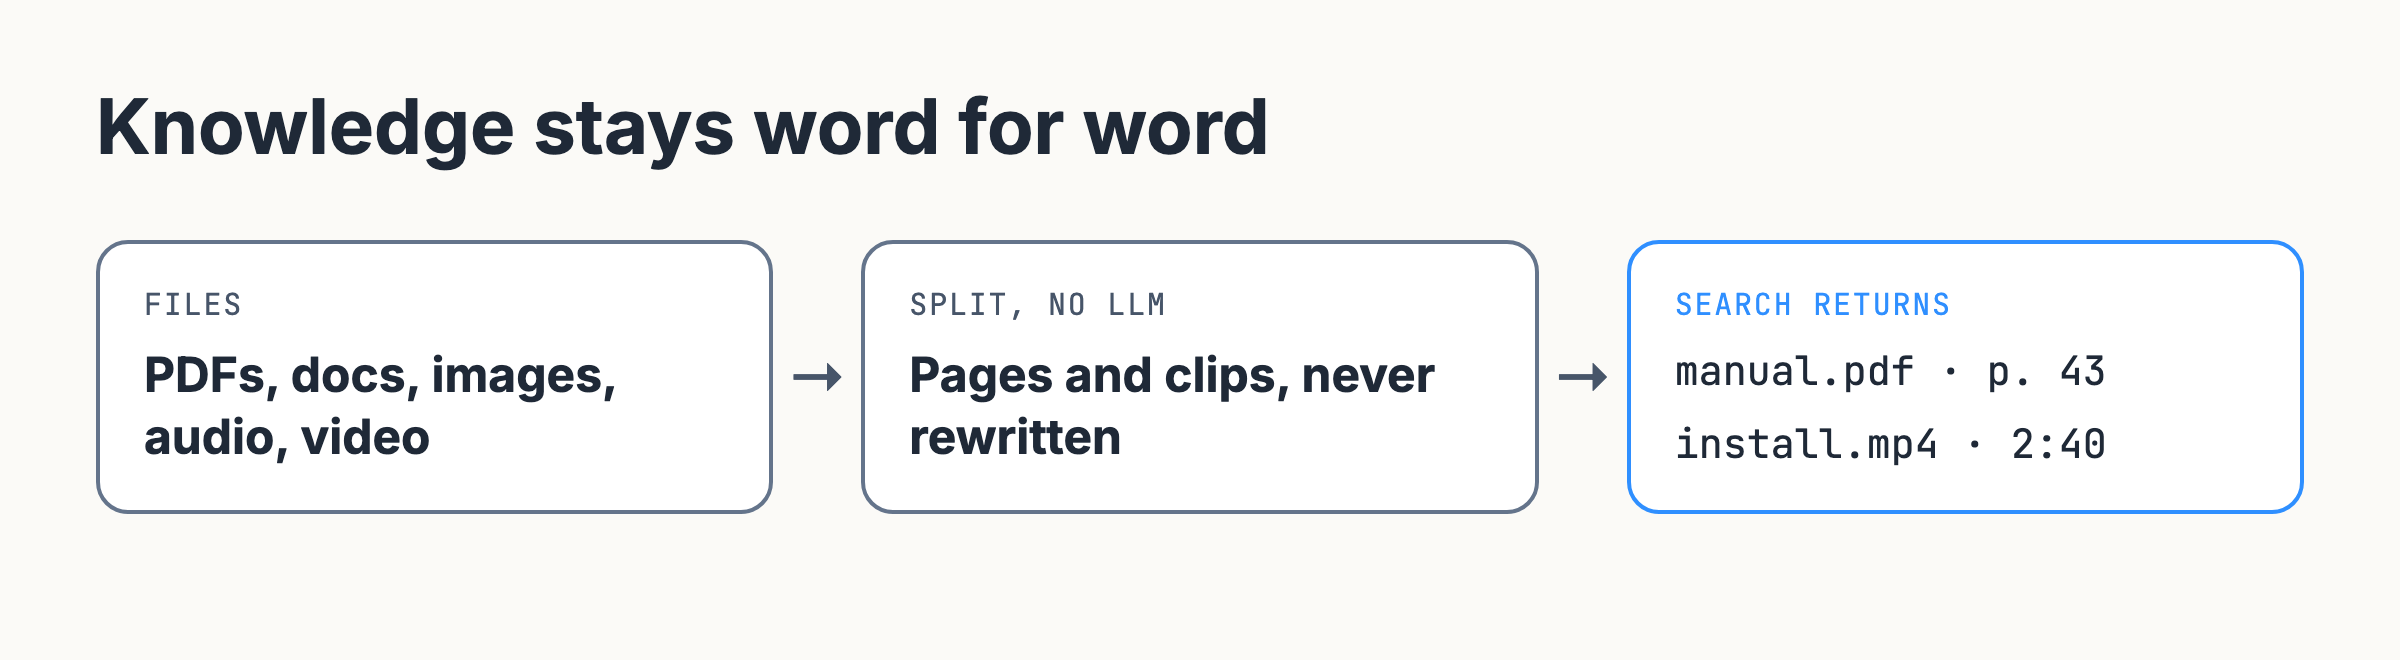 Knowledge stays word for word
FILES
PDFs, docs, images,
audio, video
SPLIT, NO LLM
Pages and clips, never
rewritten
SEARCH RETURNS
manual.pdf · p. 43
install.mp4 · 2:40